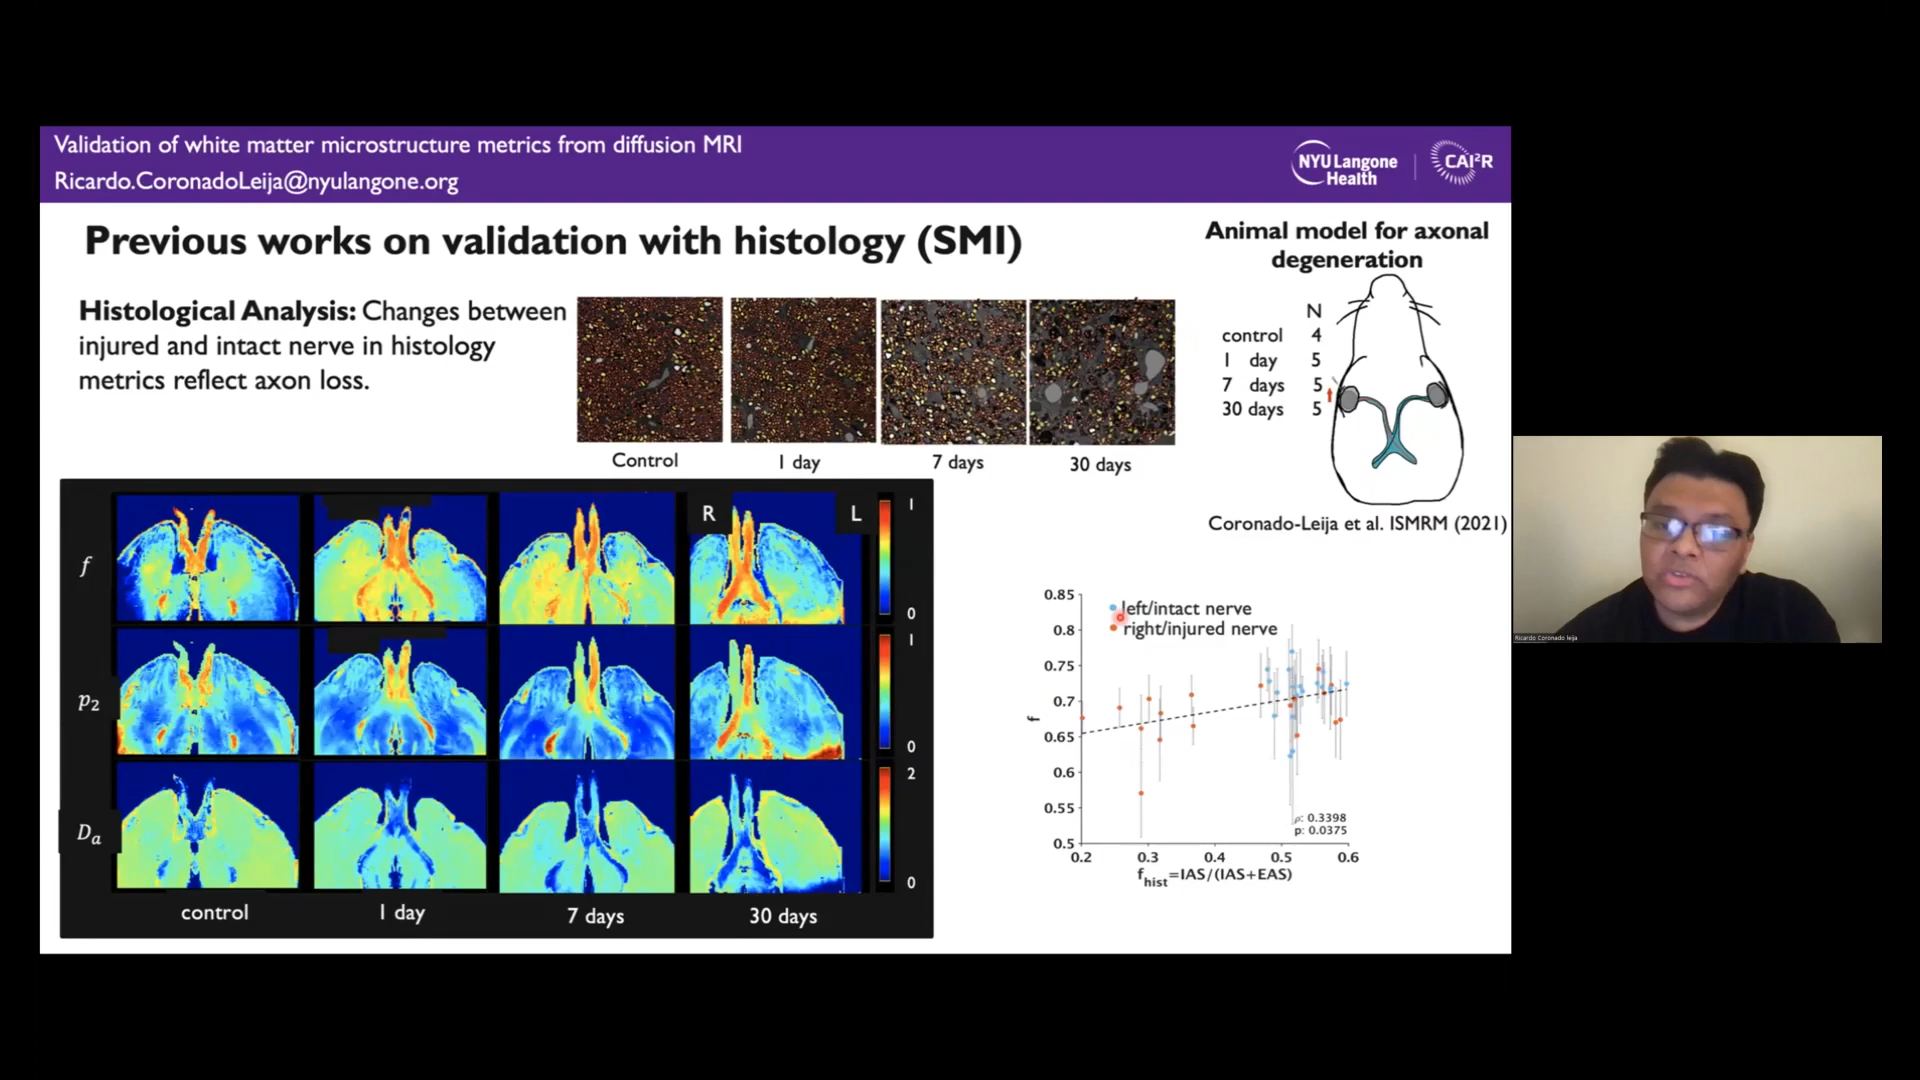 Validation of white matter microstructure metrics from diffusion MRI
Ricardo.CoronadoLeija@nyulangone.org
NYU Langone
Health
CAI²R
Previous works on validation with histology (SMI)
Animal model for axonal
degeneration
Histological Analysis: Changes between
injured and intact nerve in histology
metrics reflect axon loss.
Control
1 day
7 days
30 days
N
control 4
1 day 5
7 days 5
30 days 5
Coronado-Leija et al. ISMRM (2021)
f
p₂
Dₐ
R
L
1
0
1
0
2
0
control
1 day
7 days
30 days
left/intact nerve
right/injured nerve
0.85
0.8
0.75
0.7
0.65
0.6
0.55
0.5
f
ρ: 0.3398
p: 0.0375
0.2 0.3 0.4 0.5 0.6
f_hist=IAS/(IAS+EAS)
Ricardo Coronado leija